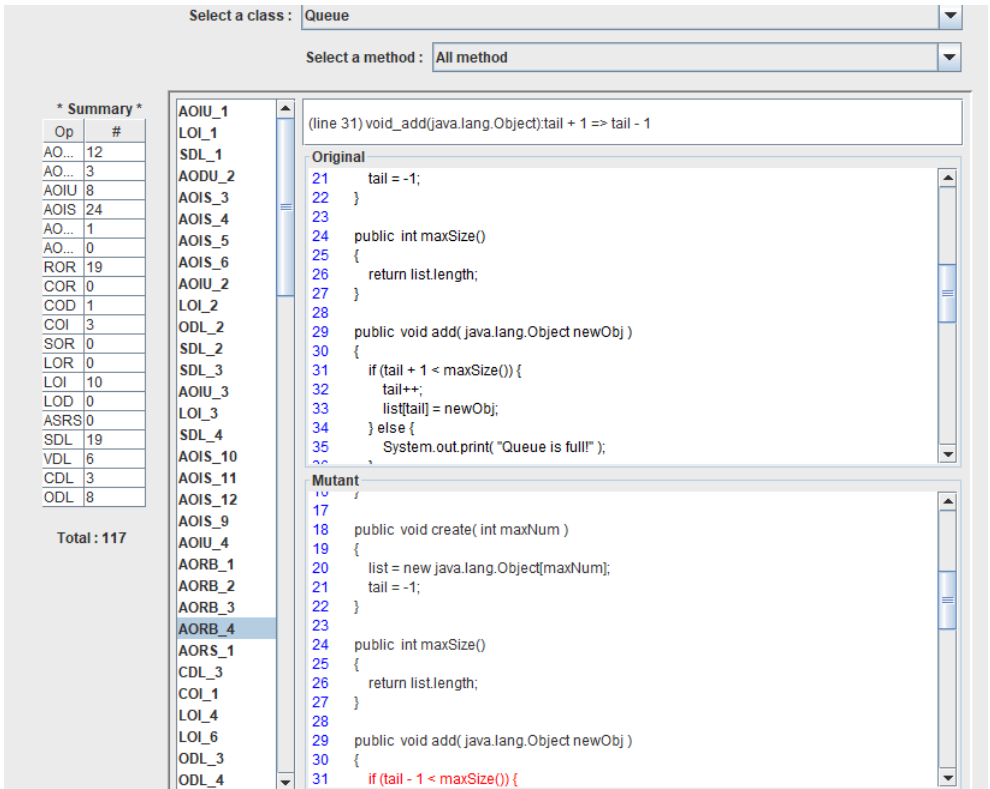 Select a class : Queue
Select a method : All method
* Summary *
Op #
AO... 12
AO... 3
AOIU 8
AOIS 24
AO... 1
AO... 0
ROR 19
COR 0
COD 1
COI 3
SOR 0
LOR 0
LOI 10
LOD 0
ASRS 0
SDL 19
VDL 6
CDL 3
ODL 8
Total : 117
AOIU_1
LOI_1
SDL_1
AODU_2
AOIS_3
AOIS_4
AOIS_5
AOIS_6
AOIU_2
LOI_2
ODL_2
SDL_2
SDL_3
AOIU_3
LOI_3
SDL_4
AOIS_10
AOIS_11
AOIS_12
AOIS_9
AOIU_4
AORB_1
AORB_2
AORB_3
AORB_4
AORS_1
CDL_3
COI_1
LOI_4
LOI_6
ODL_3
ODL_4
(line 31) void_add(java.lang.Object):tail + 1 => tail - 1
Original
21 tail = -1;
22 }
23
24 public int maxSize()
25 {
26 return list.length;
27 }
28
29 public void add( java.lang.Object newObj )
30 {
31 if (tail + 1 < maxSize()) {
32 tail++;
33 list[tail] = newObj;
34 } else {
35 System.out.print( "Queue is full!" );
Mutant
17
18 public void create( int maxNum )
19 {
20 list = new java.lang.Object[maxNum];
21 tail = -1;
22 }
23
24 public int maxSize()
25 {
26 return list.length;
27 }
28
29 public void add( java.lang.Object newObj )
30 {
31 if (tail - 1 < maxSize()) {